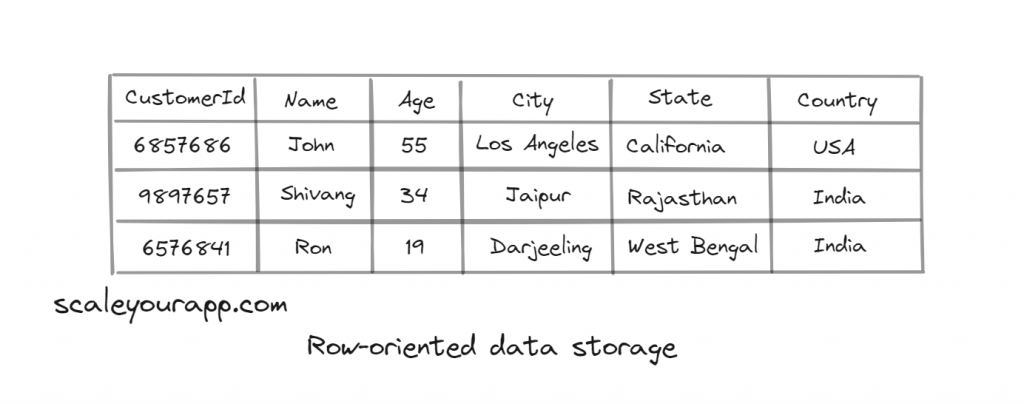 CustomerId Name Age City State Country
6857686 John 55 Los Angeles California USA
9897657 Shivang 34 Jaipur Rajasthan India
6576841 Ron 19 Darjeeling West Bengal India
scaleyourapp.com
Row-oriented data storage